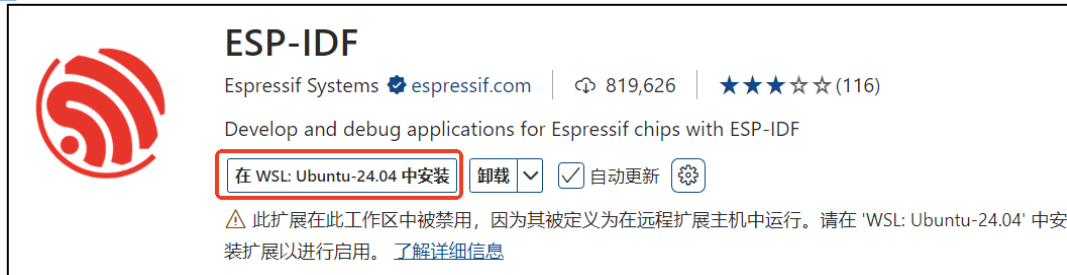 ESP-IDF
Espressif Systems espressif.com 819,626 ★★★☆☆(116)
Develop and debug applications for Espressif chips with ESP-IDF
在 WSL: Ubuntu-24.04 中安装 卸载 自动更新
此扩展在此工作区中被禁用，因为其被定义为在远程扩展主机中运行。请在 'WSL: Ubuntu-24.04' 中安
装扩展以进行启用。 了解详细信息